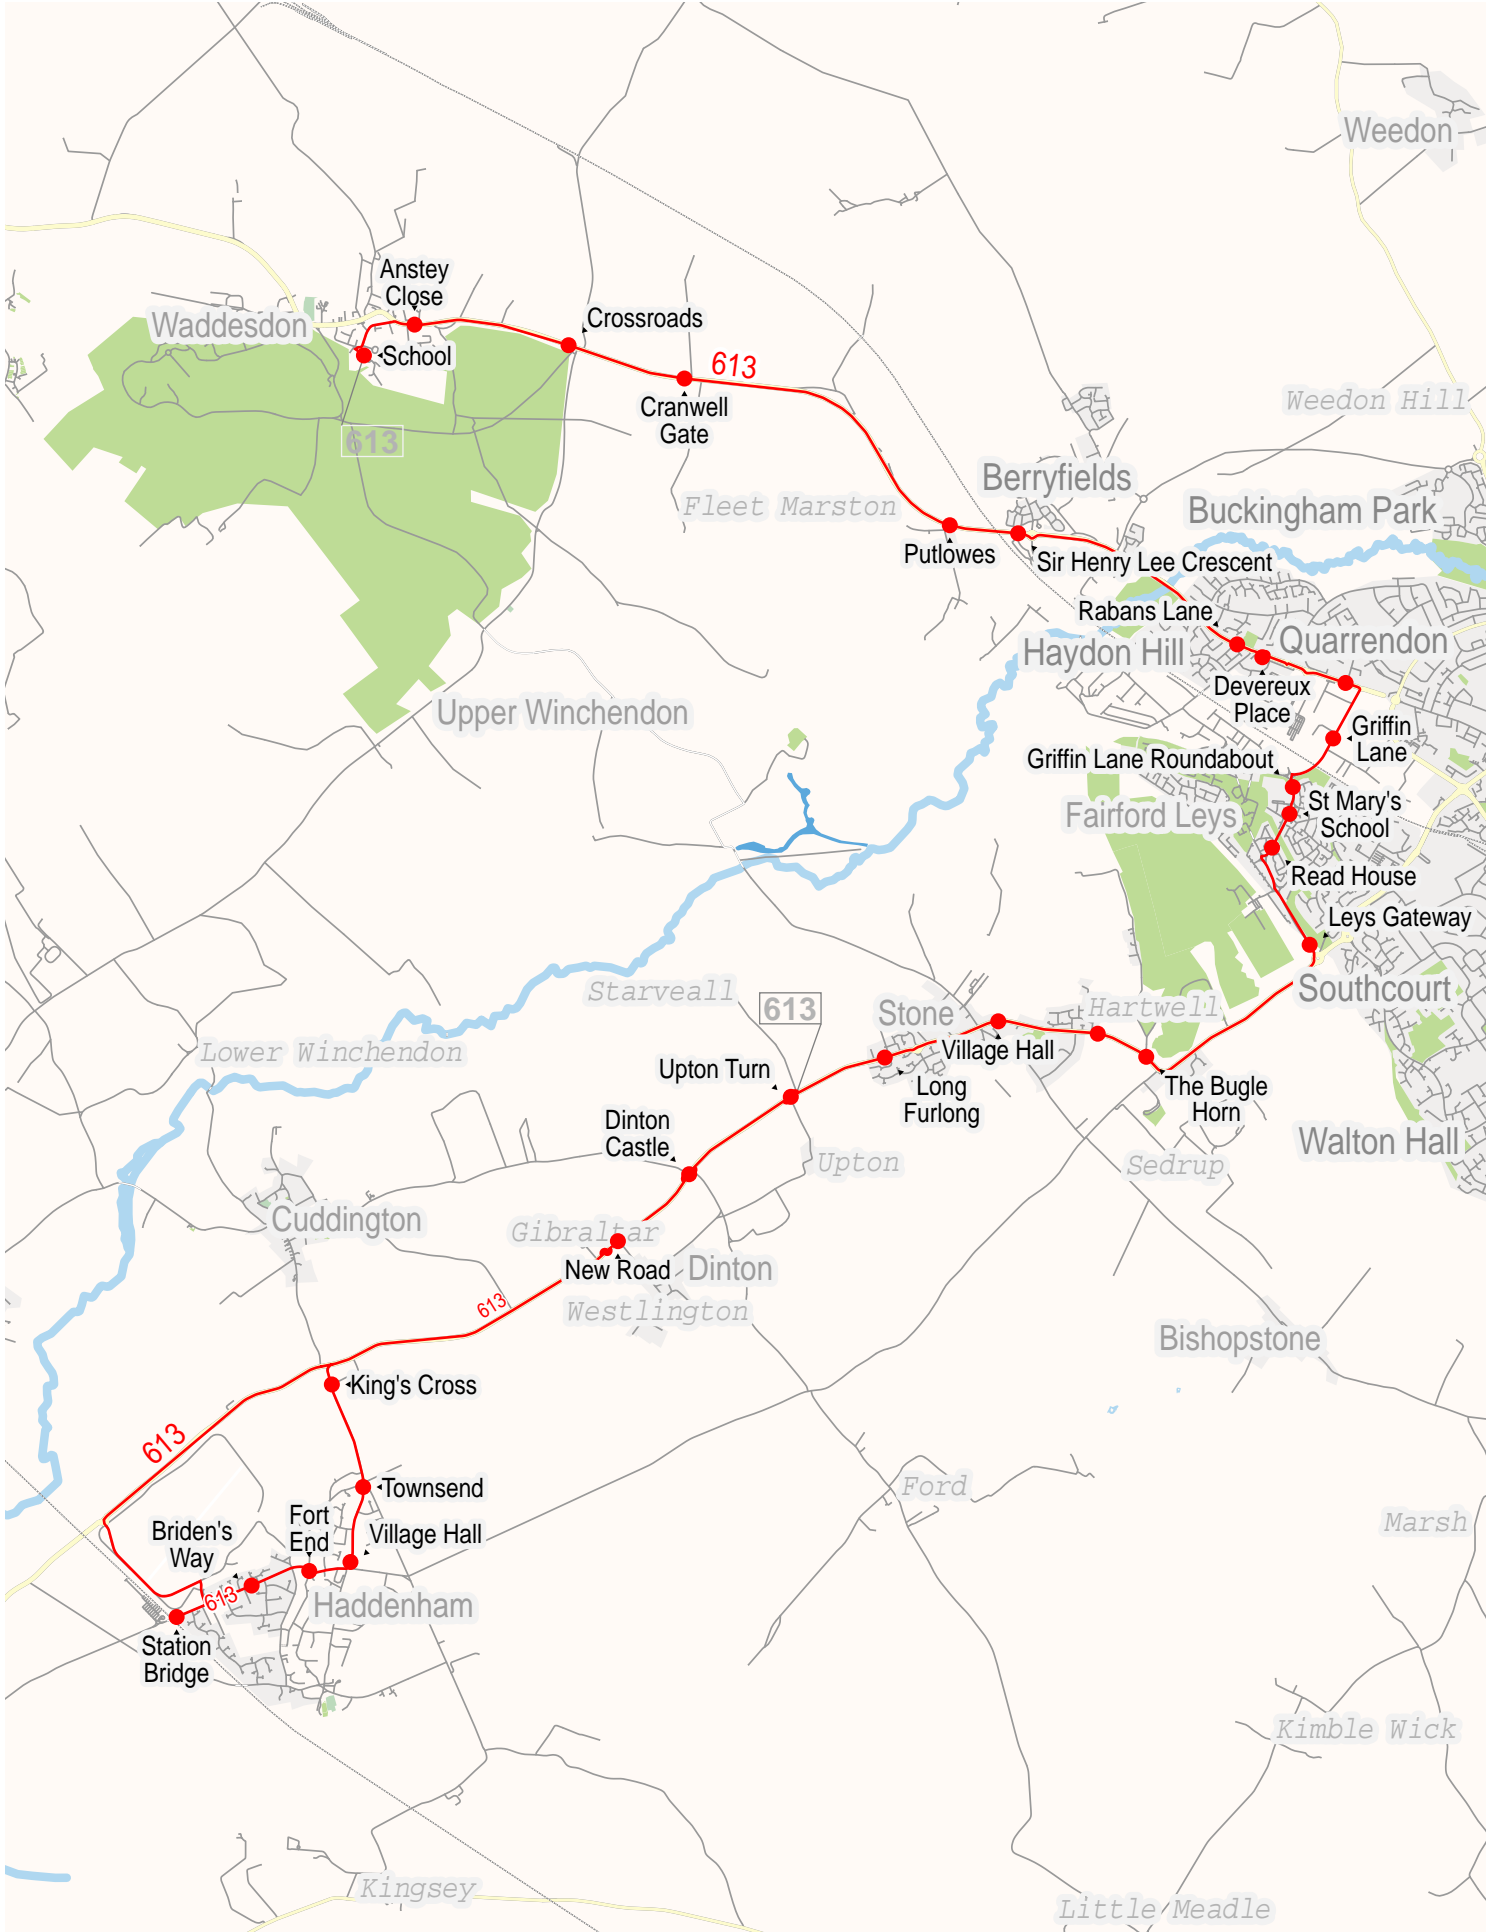 Weedon
Anstey
Close
Waddesdon
Crossroads
School
613
Cranwell
Gate
Weedon Hill
613
Berryfields
Fleet Marston
Buckingham Park
Putlowes
Sir Henry Lee Crescent
Rabans Lane
Quarrendon
Haydon Hill
Devereux
Place
Upper Winchendon
Griffin
Lane
Griffin Lane Roundabout
St Mary's
School
Fairford Leys
Read House
Leys Gateway
Starveall
613
Stone
Hartwell
Southcourt
Lower Winchendon
Village Hall
Upton Turn
Long
Furlong
The Bugle
Horn
Dinton
Castle
Walton Hall
Upton
Sedrup
Cuddington
Gibraltar
New Road
Dinton
613
Westlington
Bishopstone
King's Cross
613
Townsend
Ford
Fort
End
Marsh
Briden's
Way
Village Hall
613
Haddenham
Station
Bridge
Kimble Wick
Kingsey
Little Meadle